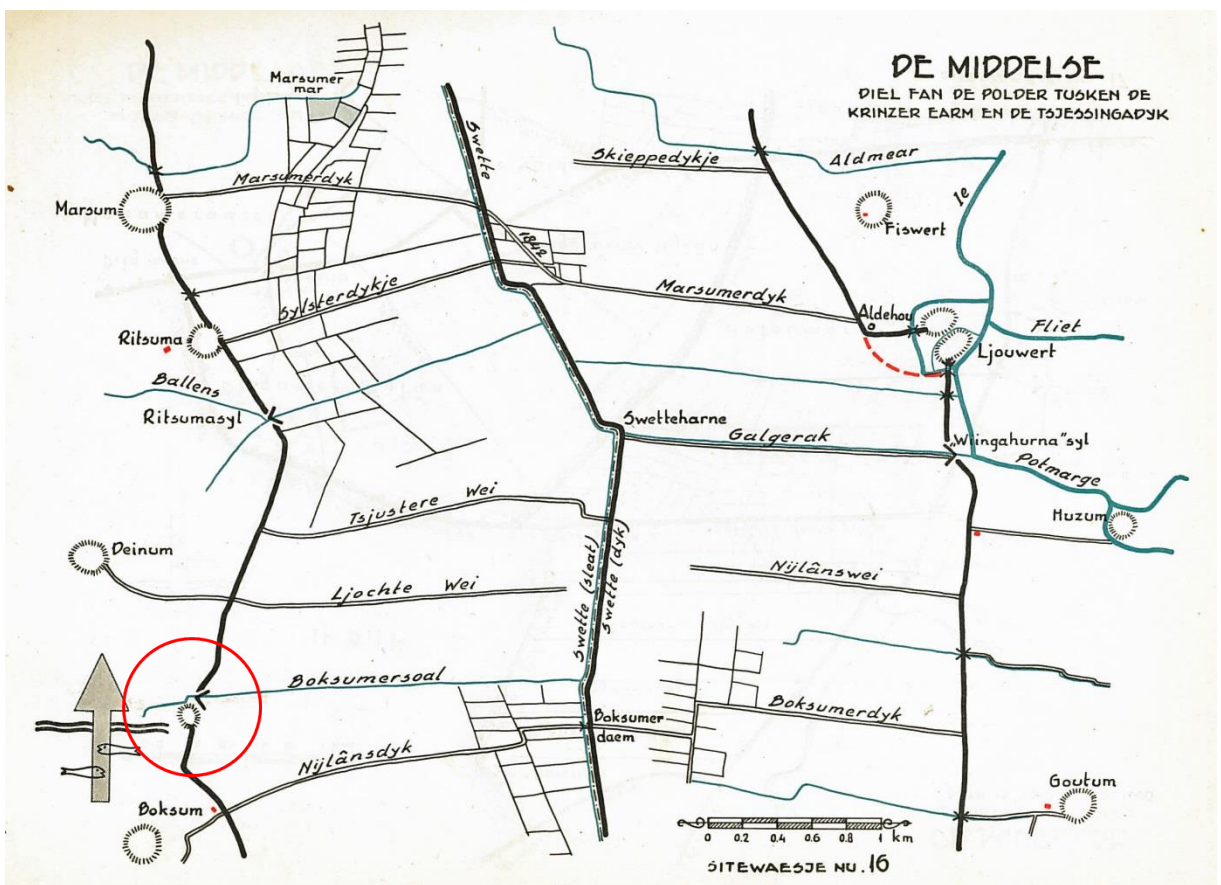 DE MIDDELSE
DIEL FAN DE POLDER TUSKEN DE
KRINZER EARM EN DE TSJESSINGADYK
Marsumer
mar
Swette
Skieppedykje
Aldmear
Ie
Marsumerdyk
Marsum
Fiswert
1842
Sylsterdykje
Marsumerdyk
Aldehou
Fliet
Ritsuma
Ljouwert
Ballens
Ritsumasyl
Swetteharne
Galgerak
„Wiingahurna"syl
Potmarge
Tsjustere Wei
Huzum
Deinum
Swette (sleat)
Swette (dyk)
Nijlânswei
Ljochte Wei
Boksumersoal
Boksumer
daem
Boksumerdyk
Nijlânsdyk
Goutum
Boksum
0 0.2 0.4 0.6 0.8 1 km
SITEWAESJE NU. 16